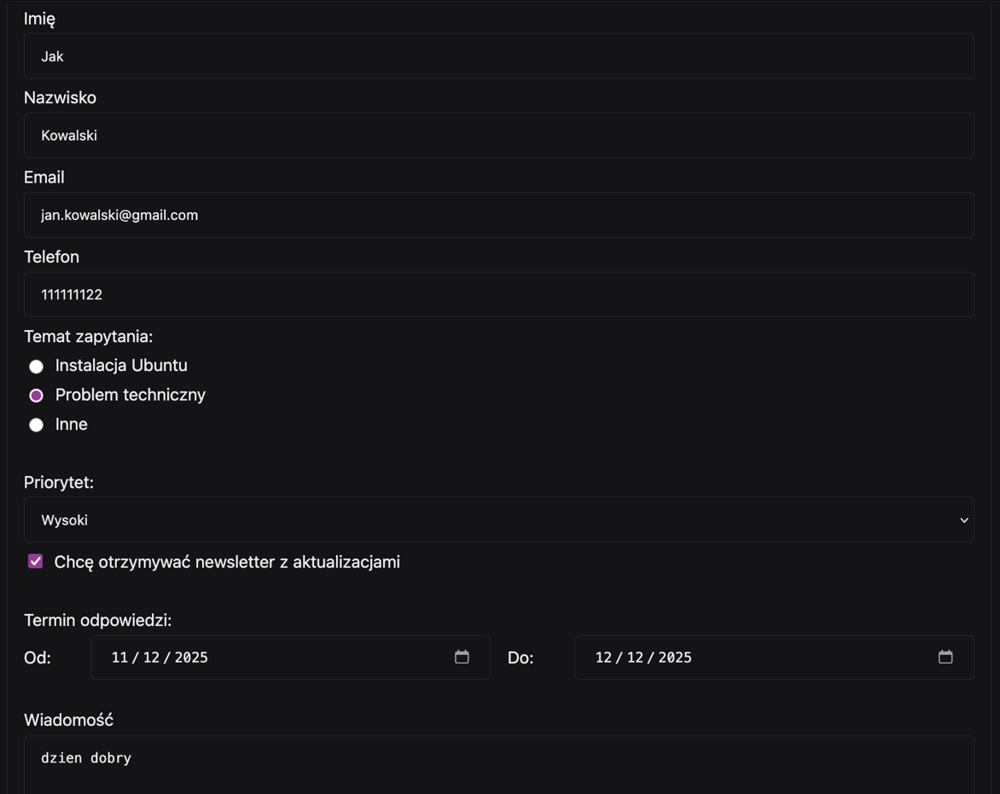 Imię
Jak
Nazwisko
Kowalski
Email
jan.kowalski@gmail.com
Telefon
111111122
Temat zapytania:
Instalacja Ubuntu
Problem techniczny
Inne
Priorytet:
Wysoki
Chcę otrzymywać newsletter z aktualizacjami
Termin odpowiedzi:
Od: 11 / 12 / 2025 Do: 12 / 12 / 2025
Wiadomość
dzien dobry